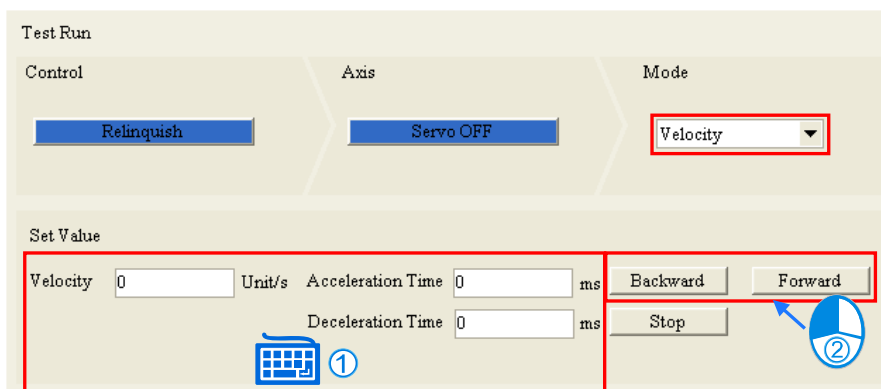 Test Run
Control Axis Mode
Relinquish Servo OFF Velocity
Set Value
Velocity 0 Unit/s Acceleration Time 0 ms Backward Forward
Deceleration Time 0 ms Stop
① ②